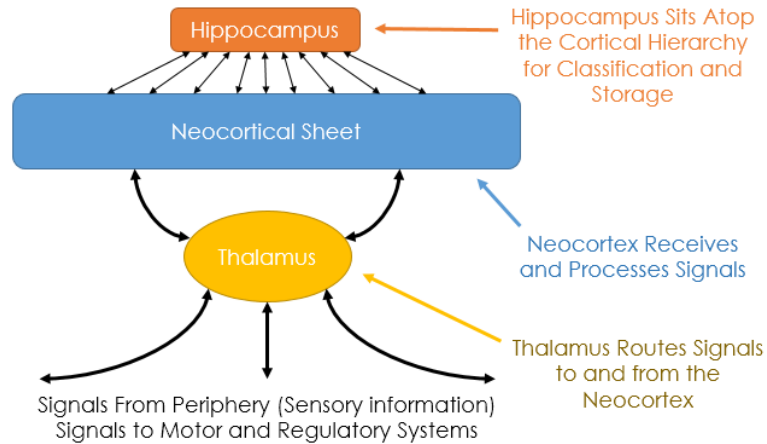 Hippocampus
Hippocampus Sits Atop
the Cortical Hierarchy
for Classification and
Storage
Neocortical Sheet
Neocortex Receives
and Processes Signals
Thalamus
Thalamus Routes Signals
to and from the
Neocortex
Signals From Periphery (Sensory information)
Signals to Motor and Regulatory Systems